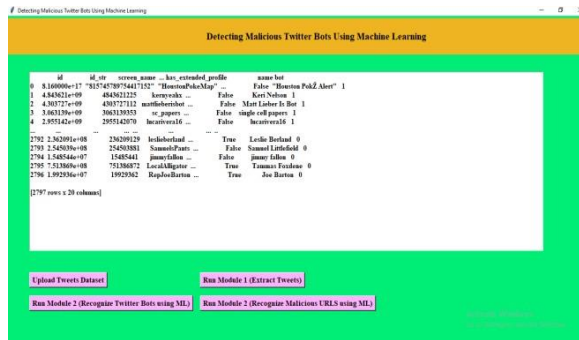 Detecting Malicious Twitter Bots Using Machine Learning
Detecting Malicious Twitter Bots Using Machine Learning
id id_str screen_name ... has_extended_profile name bot
0 8.160000e+17 "815745789754417152" "HoustonPokeMap" ... False "Houston PokŽ Alert" 1
1 4.843621e+09 4843621225 kernyeahx ... False Keri Nelson 1
2 4.303727e+09 4303727112 mattlieberisbot ... False Matt Lieber Is Bot 1
3 3.063139e+09 3063139353 sc_papers ... False single cell papers 1
4 2.955142e+09 2955142070 lucarivera16 ... False lucarivera16 1
... ... ... ... ... ... ... ...
2792 2.362091e+08 236209129 leslieberland ... True Leslie Berland 0
2793 2.545039e+08 254503881 SamuelsPants ... False Samuel Littlefield 0
2794 1.548544e+07 15485441 jimmyfallon ... False jimmy fallon 0
2795 7.513869e+08 751386872 LocalAlligator ... True Tammas Foxdene 0
2796 1.992936e+07 19929362 RepJoeBarton ... True Joe Barton 0
[2797 rows x 20 columns]
Upload Tweets Dataset
Run Module 1 (Extract Tweets)
Run Module 2 (Recognize Twitter Bots using ML)
Run Module 2 (Recognize Malicious URLS using ML)